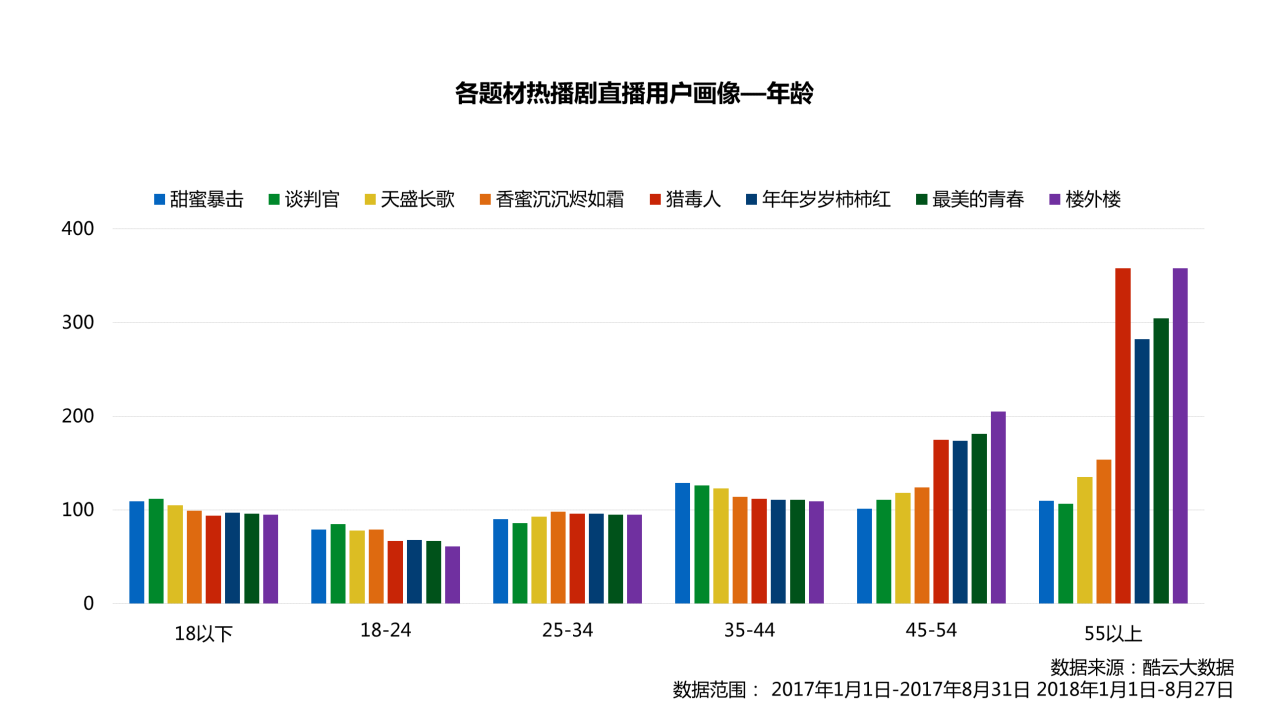 各题材热播剧直播用户画像—年龄
甜蜜暴击 谈判官 天盛长歌 香蜜沉沉烬如霜 猎毒人 年年岁岁柿柿红 最美的青春 楼外楼
400
300
200
100
0
18以下 18-24 25-34 35-44 45-54 55以上
数据来源：酷云大数据
数据范围： 2017年1月1日-2017年8月31日 2018年1月1日-8月27日